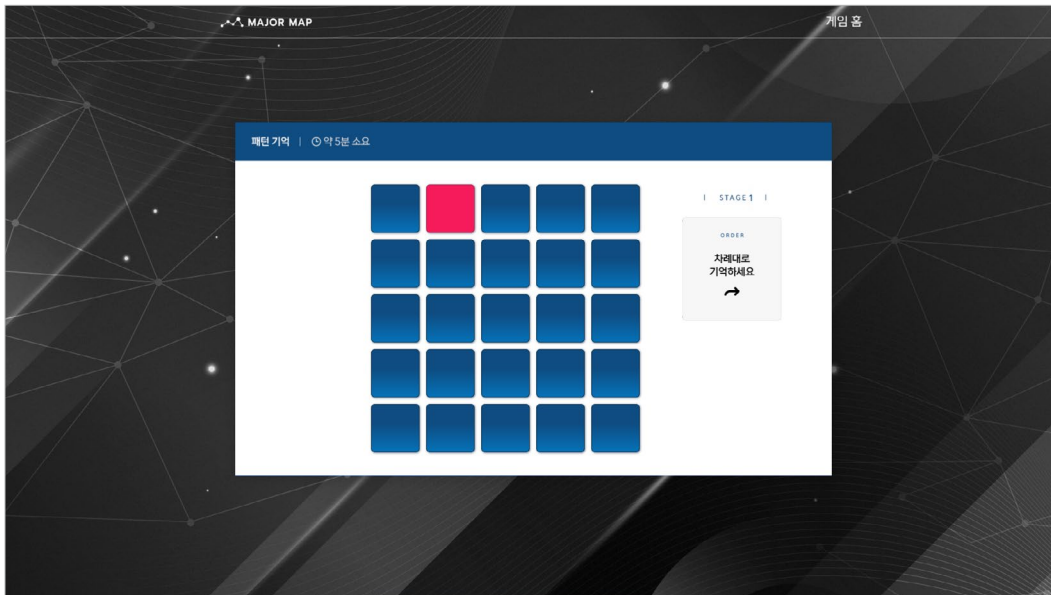 MAJOR MAP
게임 홈
패턴 기억 | 약 5분 소요
| STAGE 1 |
ORDER
차례대로
기억하세요